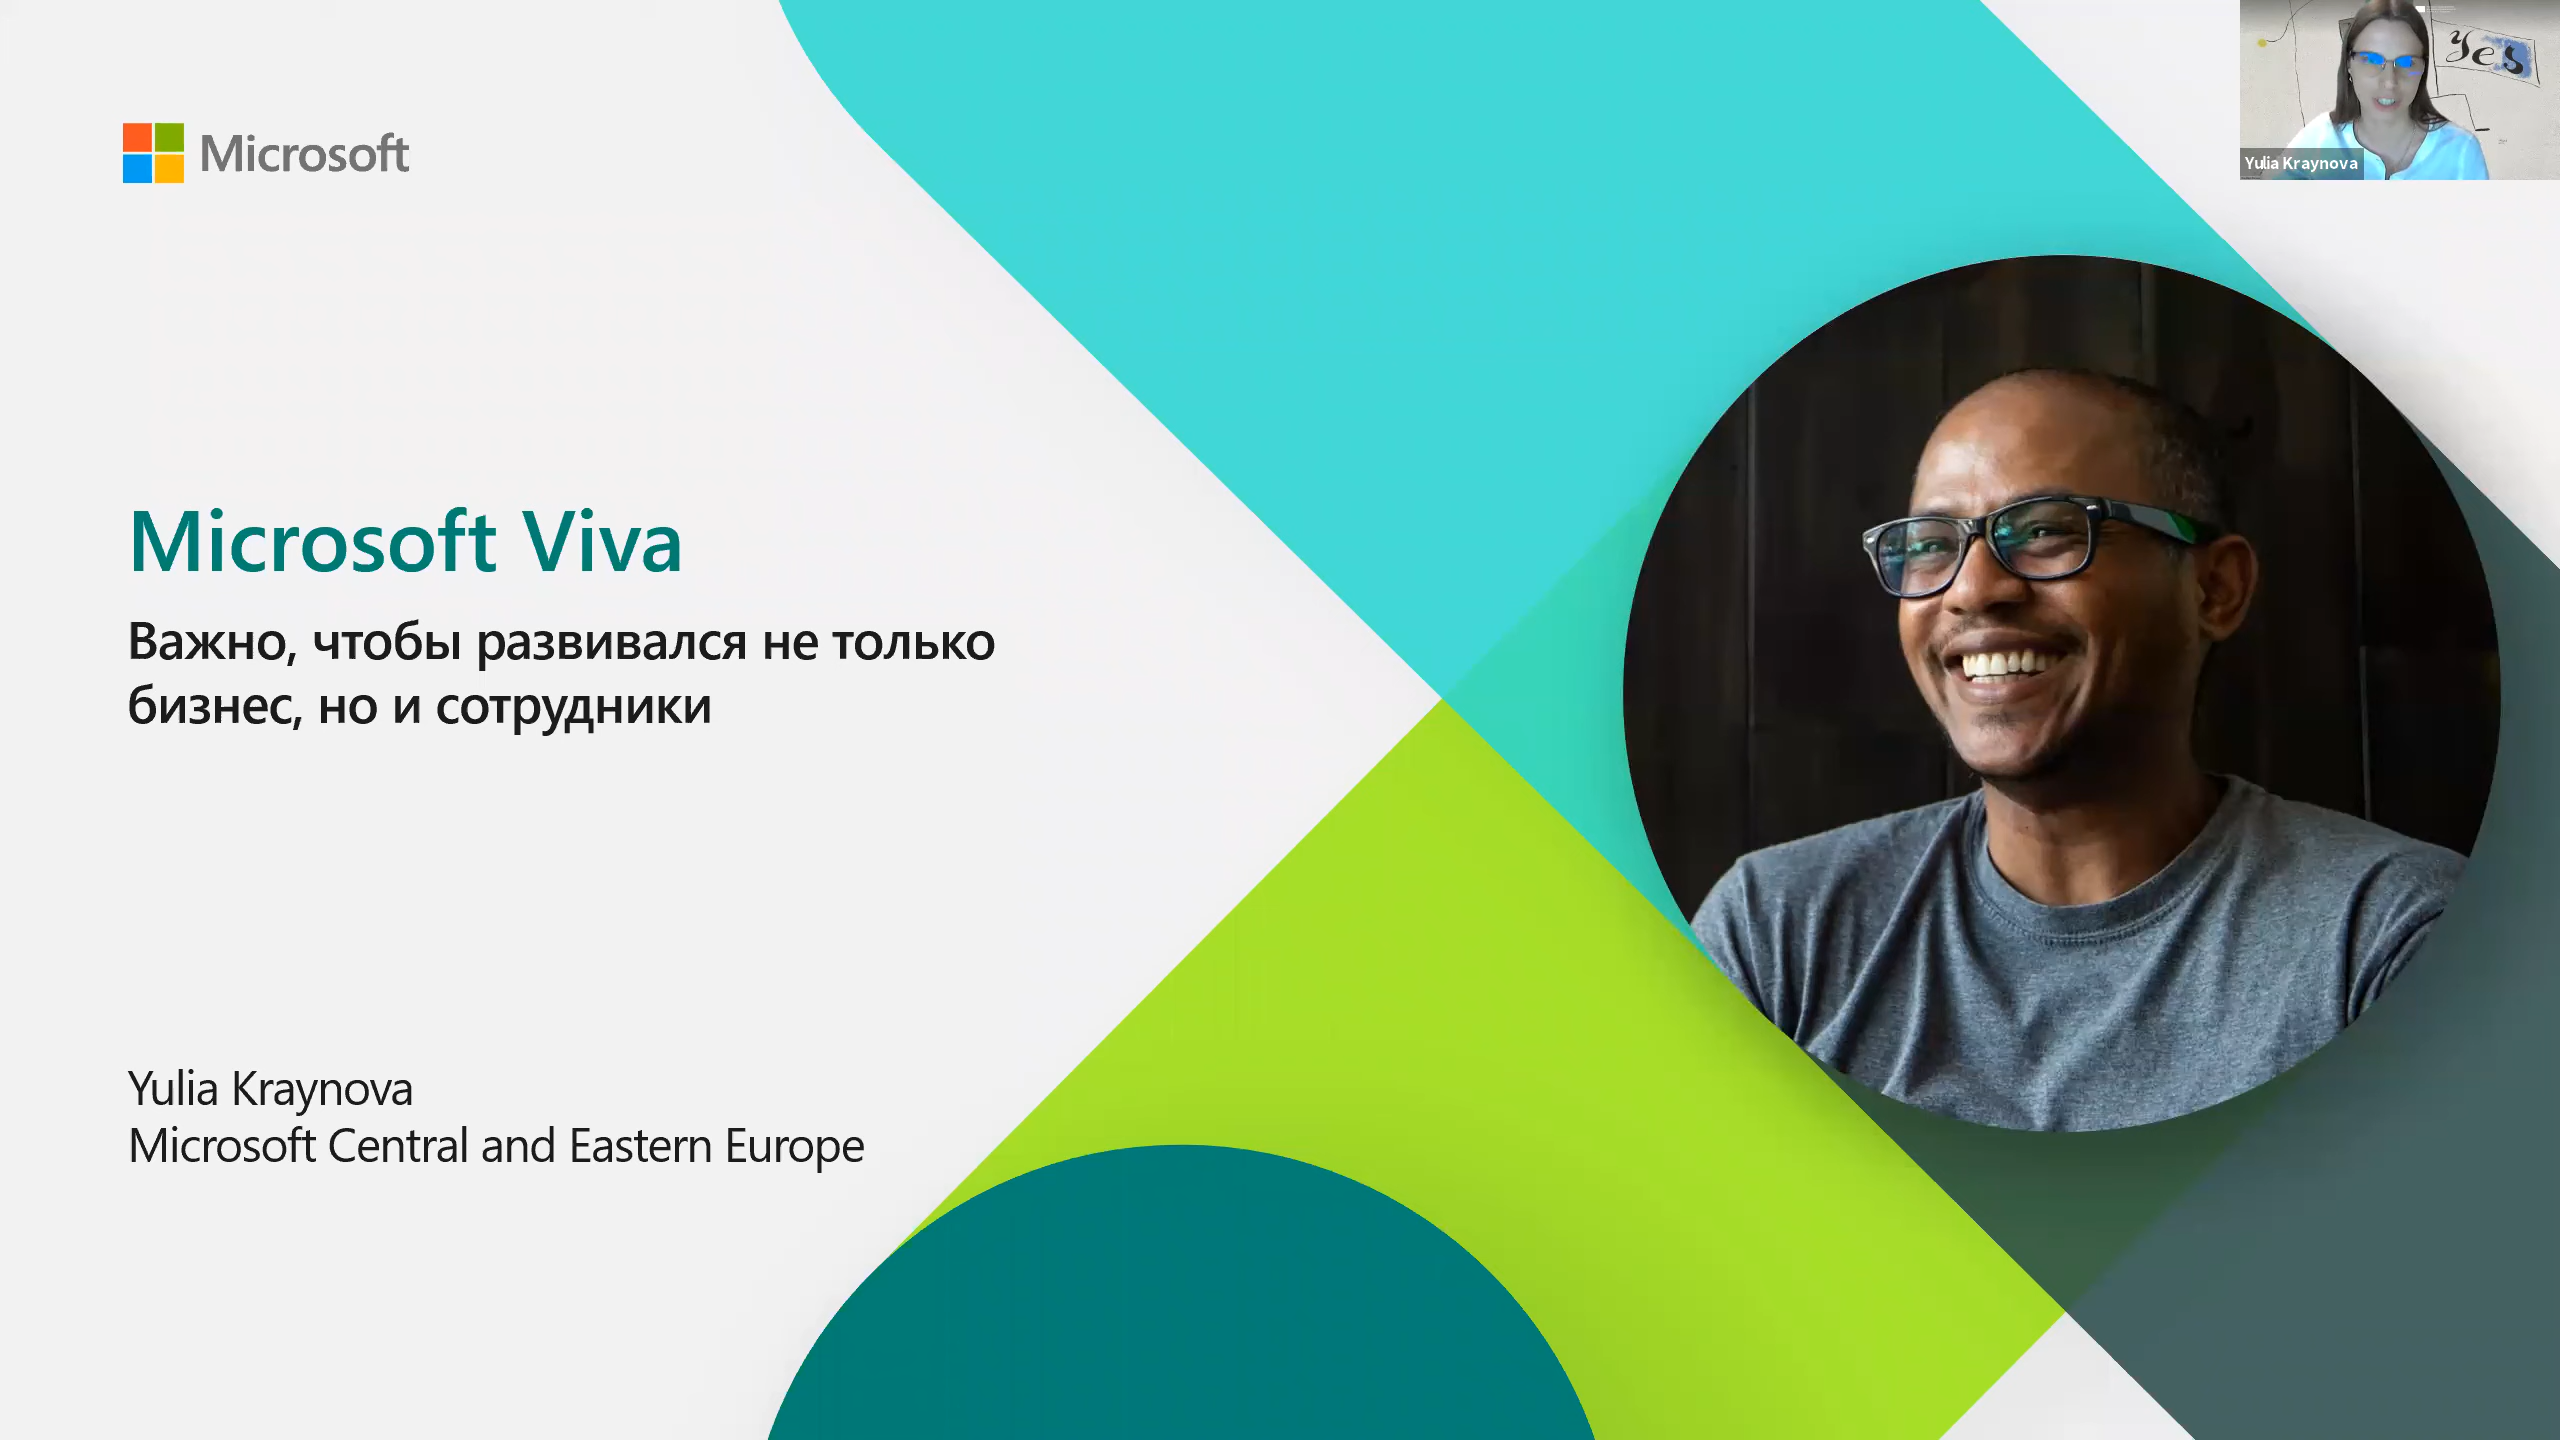 Microsoft
Yes
Yulia Kraynova
Microsoft Viva
Важно, чтобы развивался не только
бизнес, но и сотрудники
Yulia Kraynova
Microsoft Central and Eastern Europe